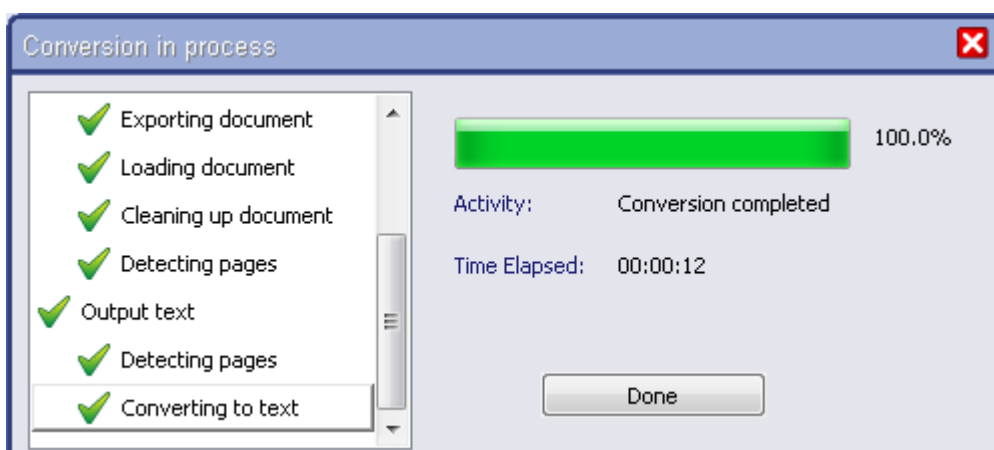 Conversion in process
Exporting document
Loading document
Cleaning up document
Detecting pages
Output text
Detecting pages
Converting to text
100.0%
Activity: Conversion completed
Time Elapsed: 00:00:12
Done